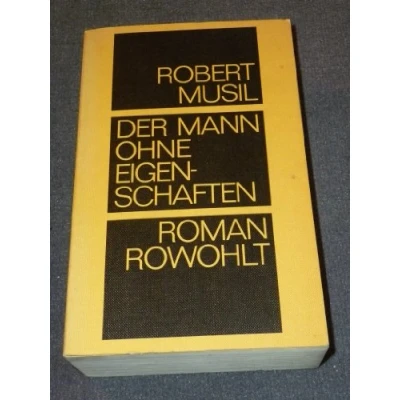 ROBERT
MUSIL
DER MANN
OHNE
EIGEN-
SCHAFTEN
ROMAN
ROWOHLT